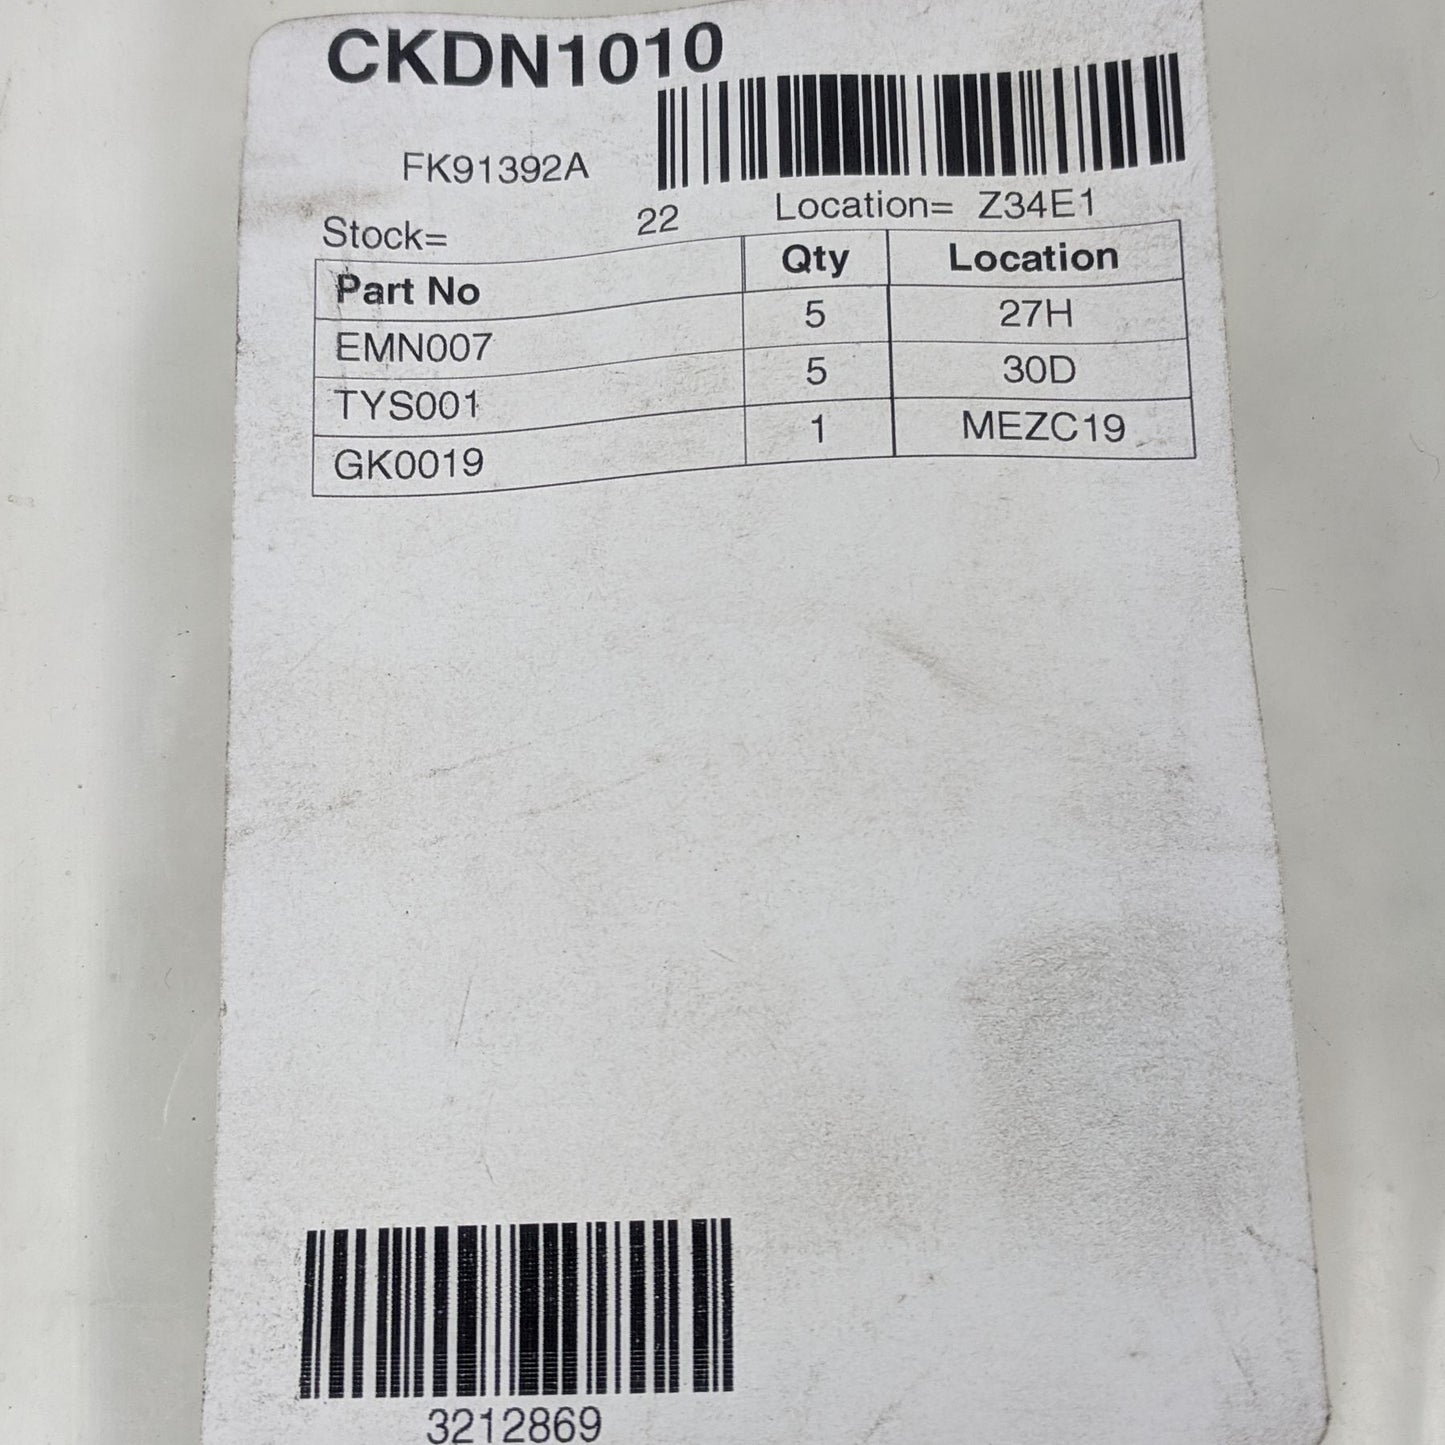 CKDN1010
FK91392A
Stock= 22 Location= Z34E1
Part No Qty Location
EMN007 5 27H
TYS001 5 30D
GK0019 1 MEZC19
3212869